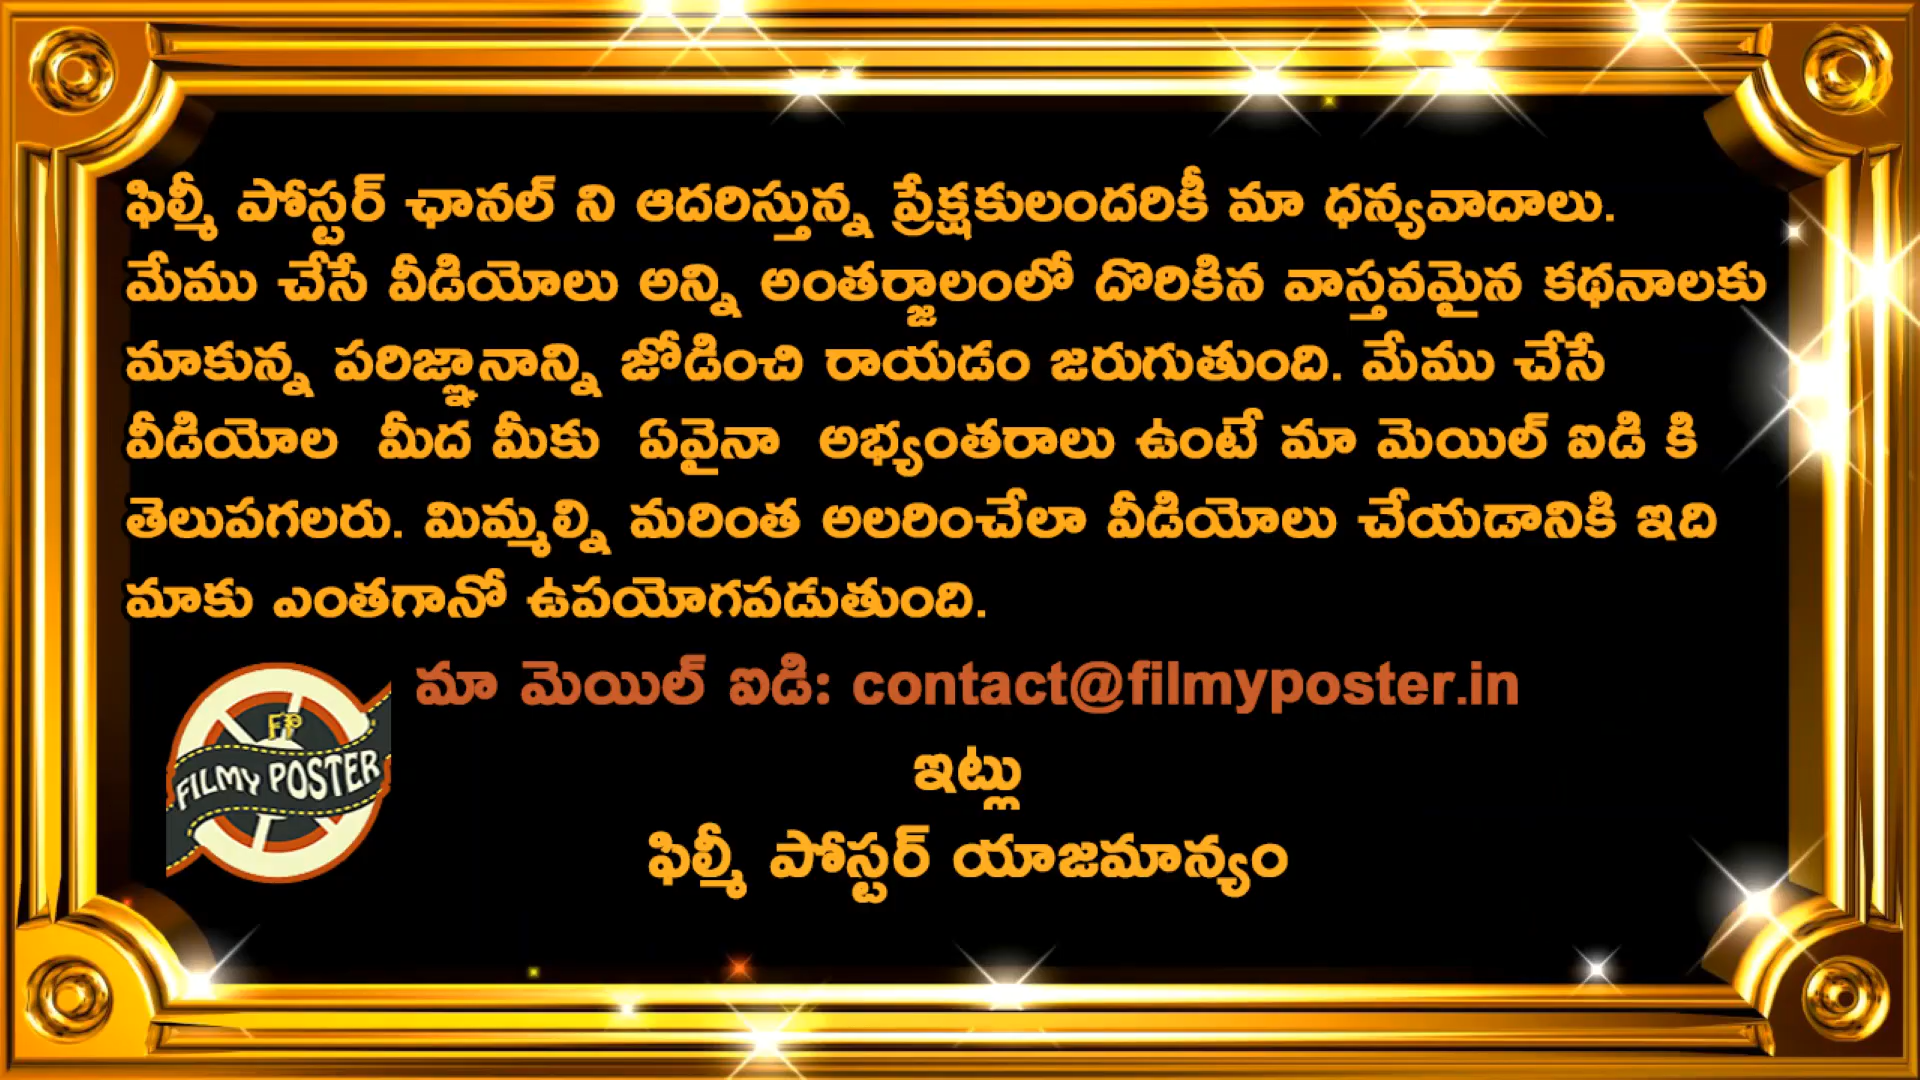 ఫిల్మీ పోస్టర్ ఛానల్ ని ఆదరిస్తున్న ప్రేక్షకులందరికీ మా ధన్యవాదాలు.
మేము చేసే వీడియోలు అన్ని అంతర్జాలంలో దొరికిన వాస్తవమైన కథనాలకు
మాకున్న పరిజ్ఞానాన్ని జోడించి రాయడం జరుగుతుంది. మేము చేసే
వీడియోల మీద మీకు ఏవైనా అభ్యంతరాలు ఉంటే మా మెయిల్ ఐడి కి
తెలుపగలరు. మిమ్మల్ని మరింత అలరించేలా వీడియోలు చేయడానికి ఇది
మాకు ఎంతగానో ఉపయోగపడుతుంది.
మా మెయిల్ ఐడి: contact@filmyposter.in
FP
FILMY POSTER
ఇట్లు
ఫిల్మీ పోస్టర్ యాజమాన్యం